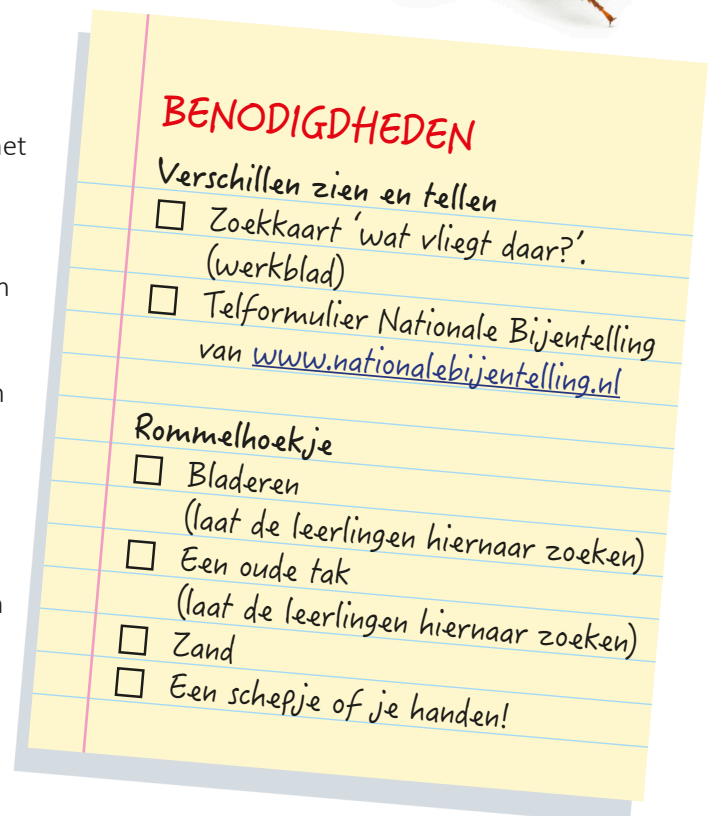 BENODIGDHEDEN
Verschillen zien en tellen
Zoekkaart 'wat vliegt daar?'.
(werkblad)
Telformulier Nationale Bijentelling
van www.nationalebijentelling.nl
Rommelhoekje
Bladeren
(laat de leerlingen hiernaar zoeken)
Een oude tak
(laat de leerlingen hiernaar zoeken)
Zand
Een schepje of je handen!